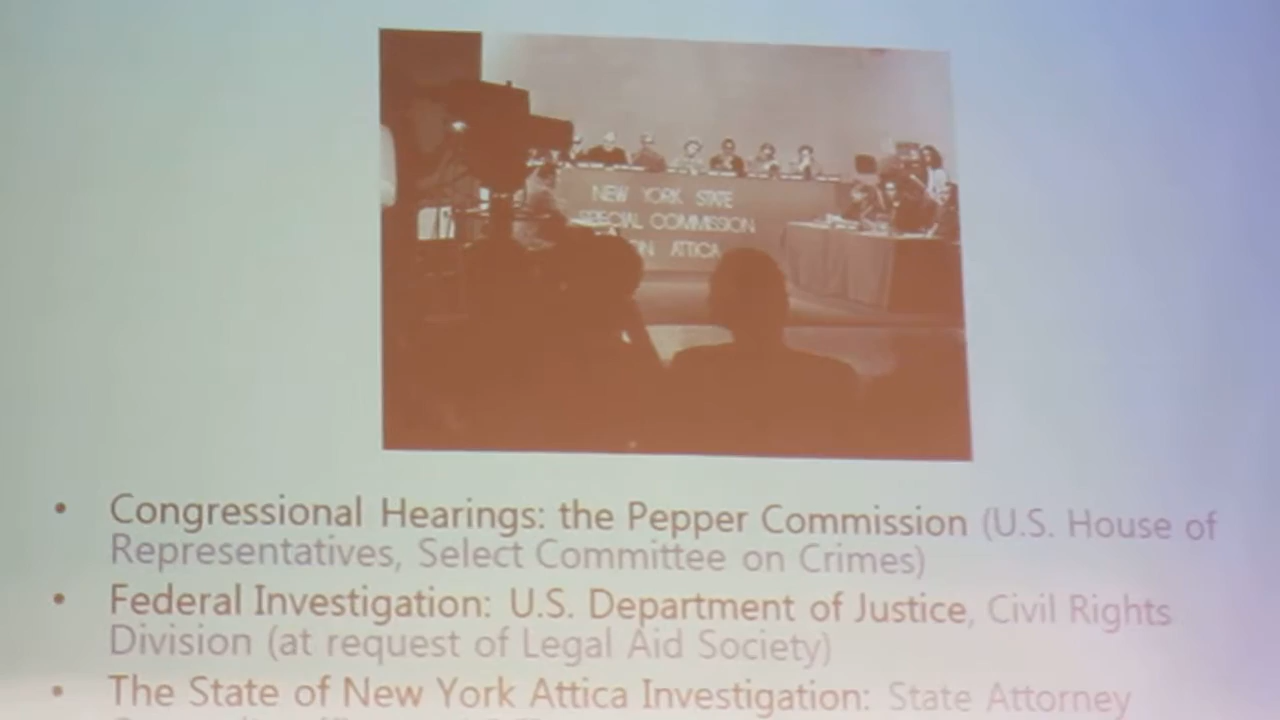 NEW YORK STATE
SPECIAL COMMISSION
ON ATTICA
• Congressional Hearings: the Pepper Commission (U.S. House of
Representatives, Select Committee on Crimes)
• Federal Investigation: U.S. Department of Justice, Civil Rights
Division (at request of Legal Aid Society)
• The State of New York Attica Investigation: State Attorney